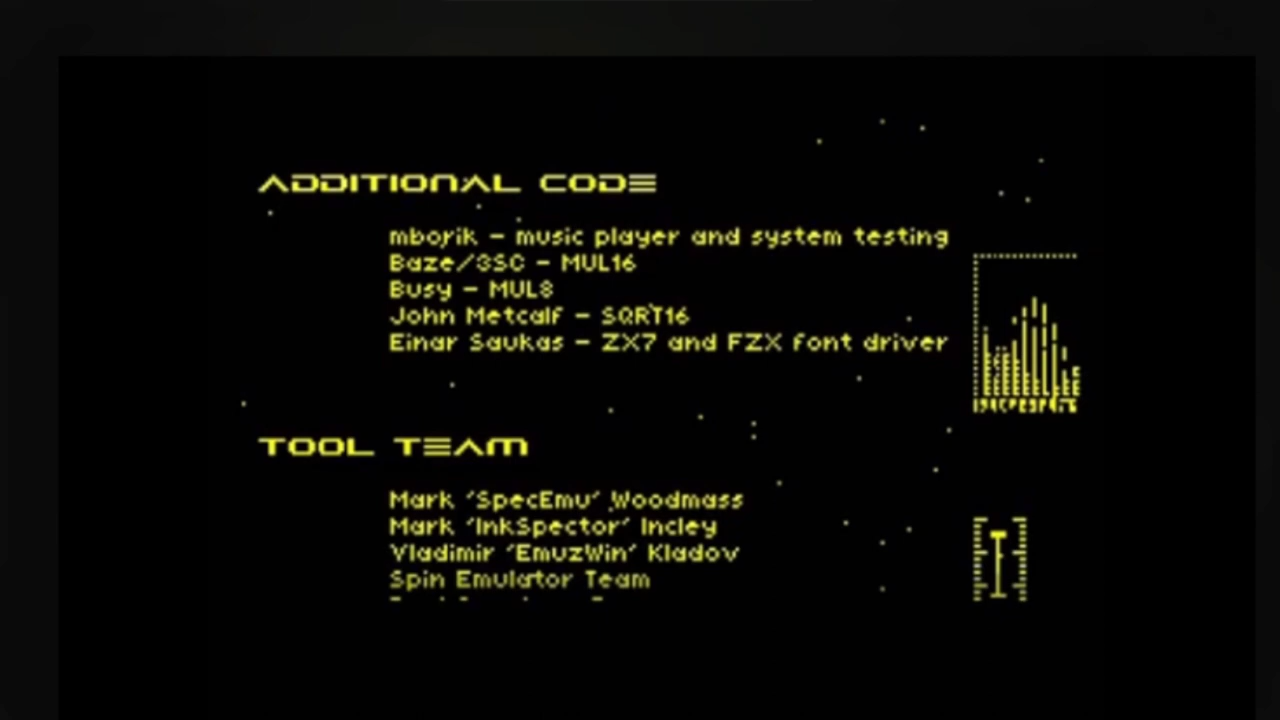 ADDITIONAL CODE
mborik - music player and system testing
Baze/3SC - MUL16
Busy - MUL8
John Metcalf - SQRT16
Einar Saukas - ZX7 and FZX font driver
TOOL TEAM
Mark 'SpecEmu' Woodmass
Mark 'InkSpector' Incley
Vladimir 'EmuzWin' Kladov
Spin Emulator Team